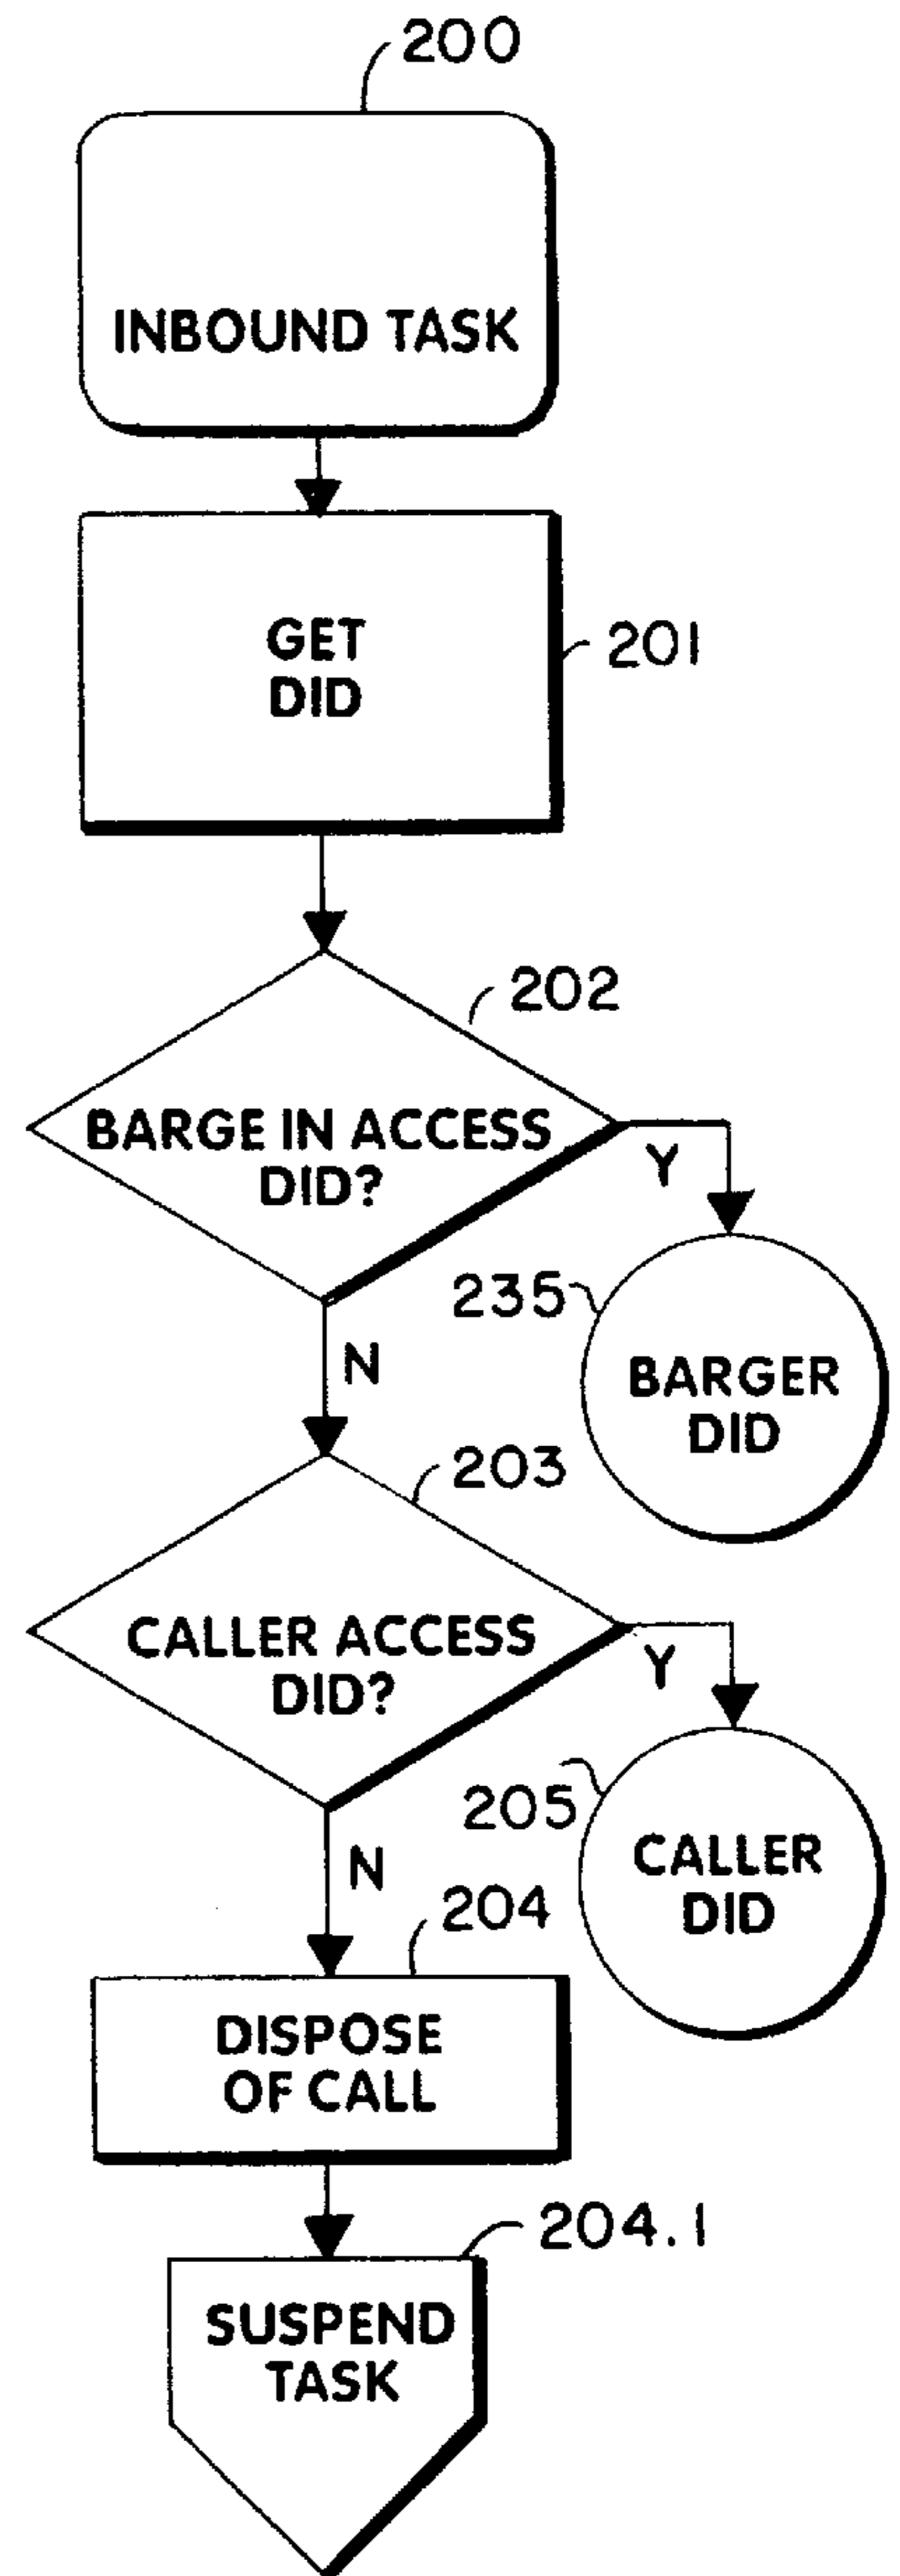 200
INBOUND TASK
GET
DID
201
202
BARGE IN ACCESS
DID?
Y
235
BARGER
DID
N
203
CALLER ACCESS
DID?
Y
205
CALLER
DID
N
204
DISPOSE
OF CALL
204.1
SUSPEND
TASK